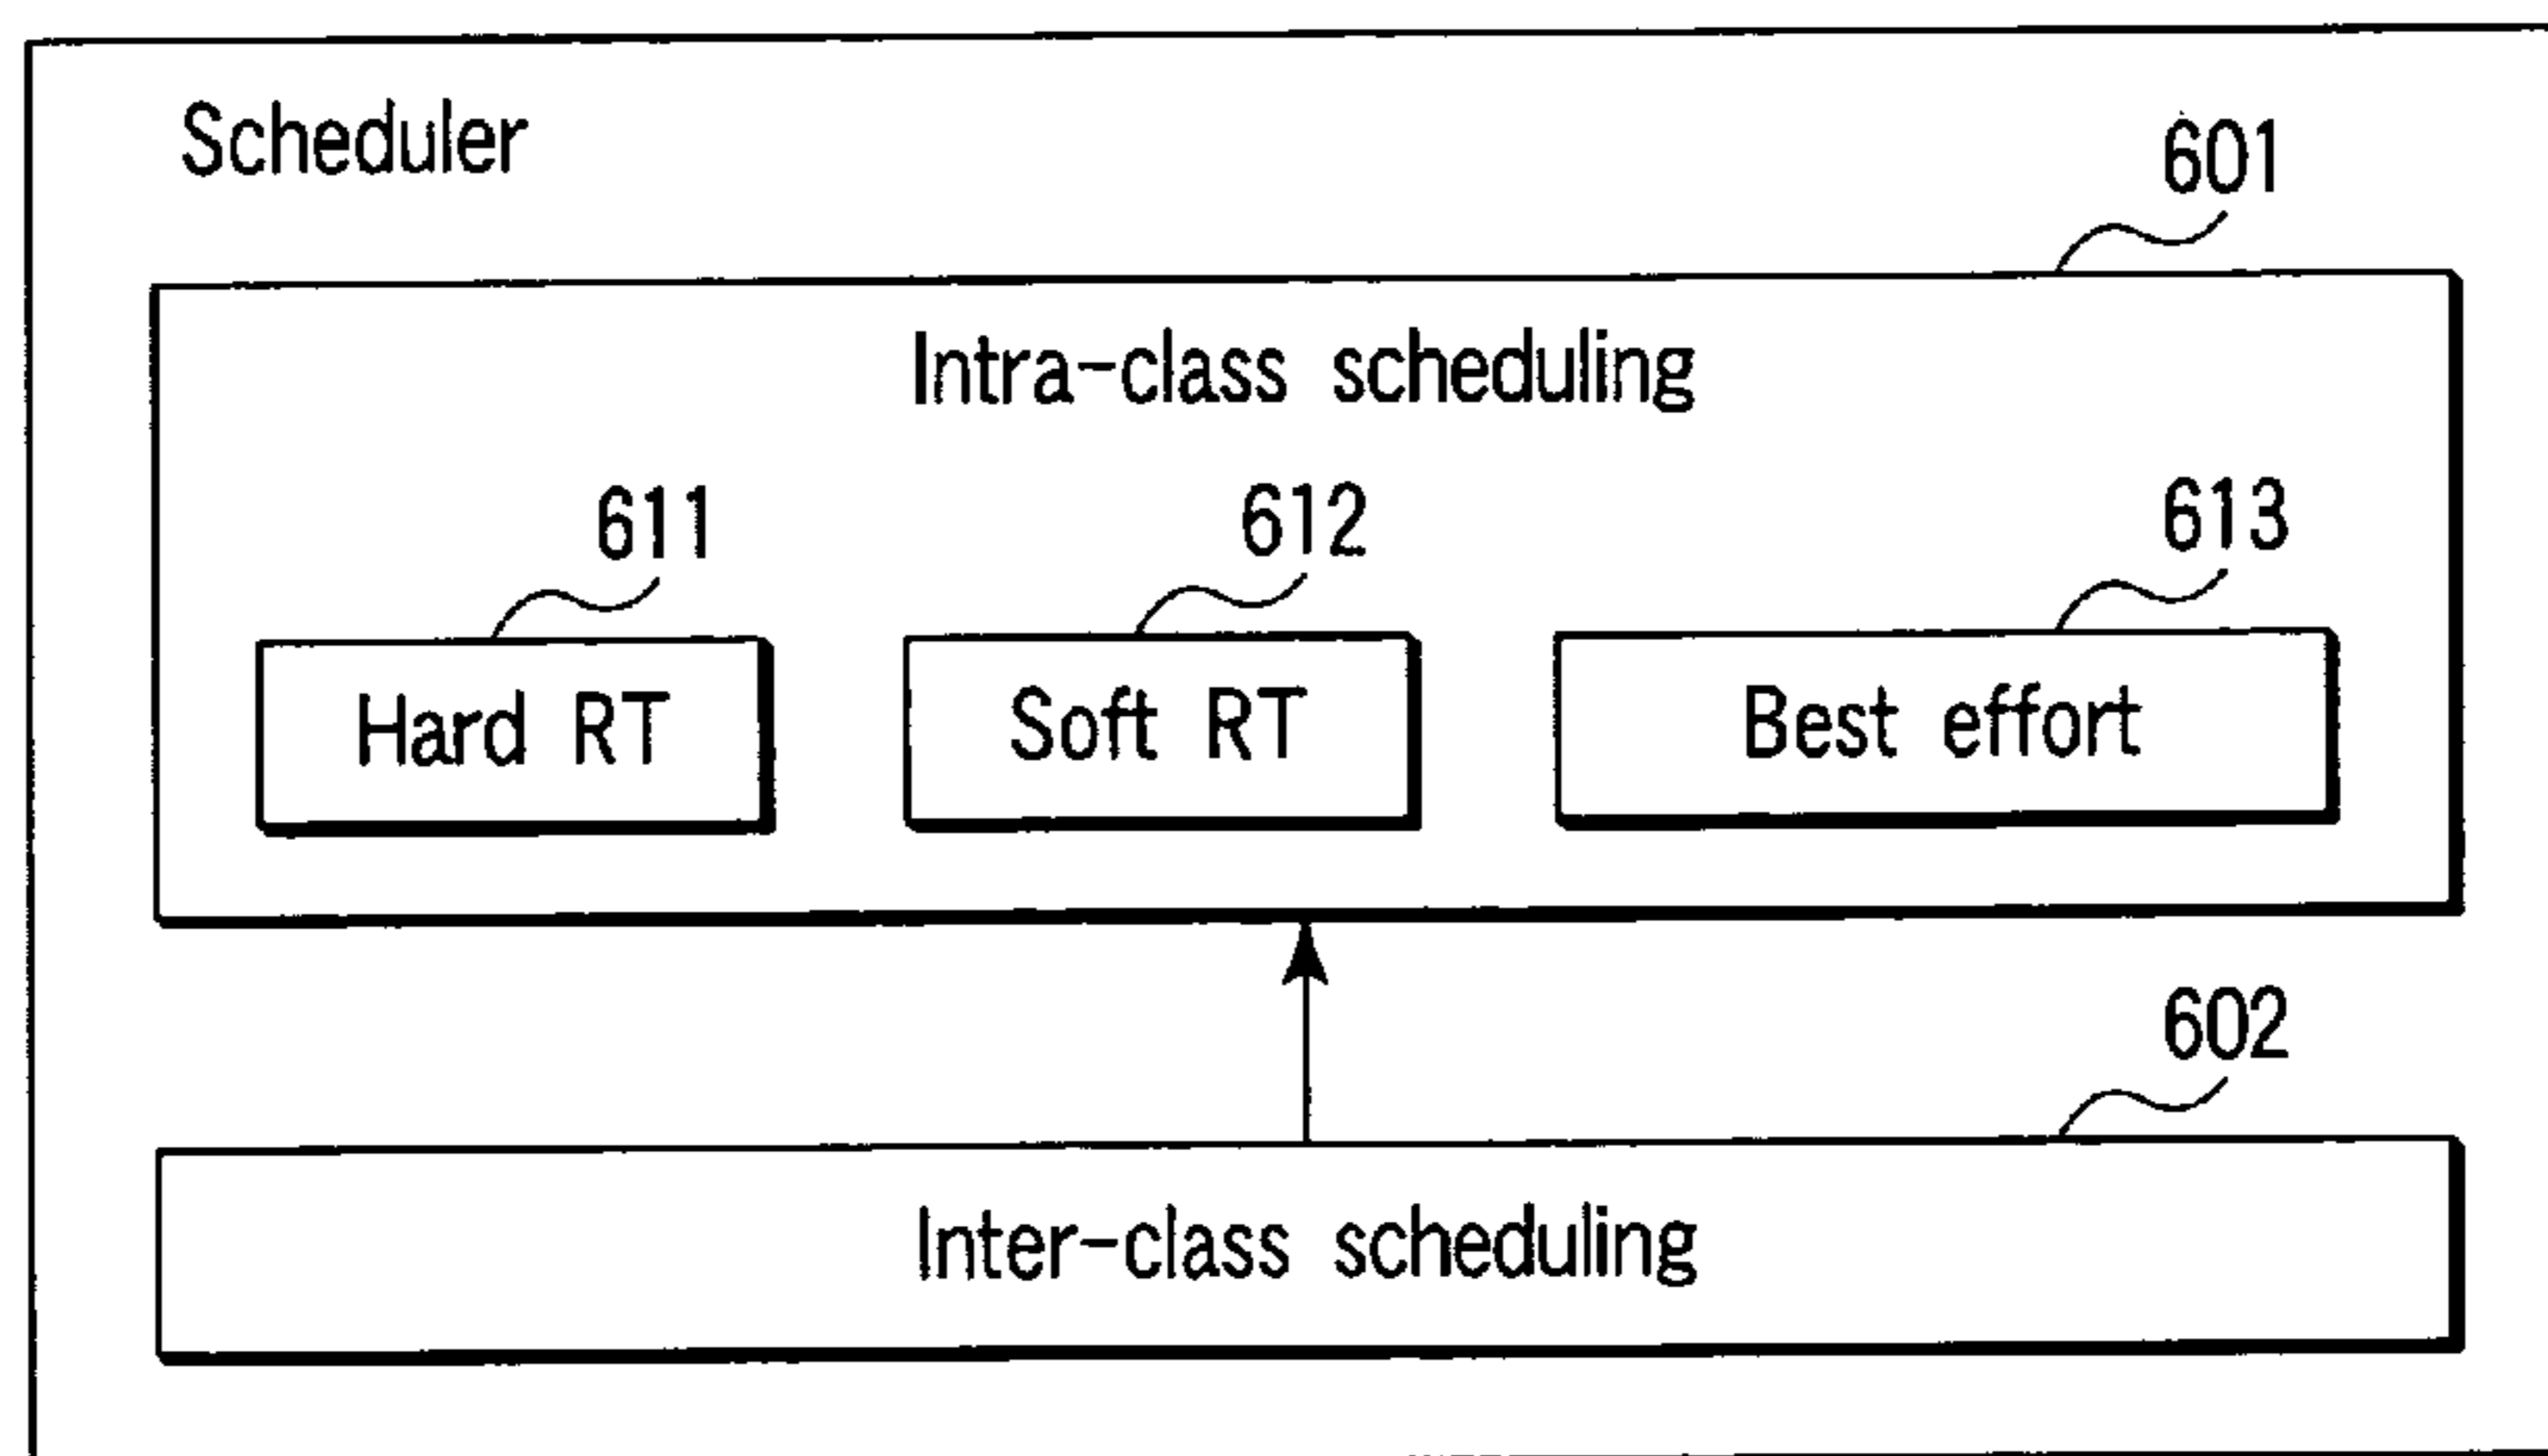 Scheduler
601
Intra-class scheduling
611
612
613
Hard RT
Soft RT
Best effort
602
Inter-class scheduling